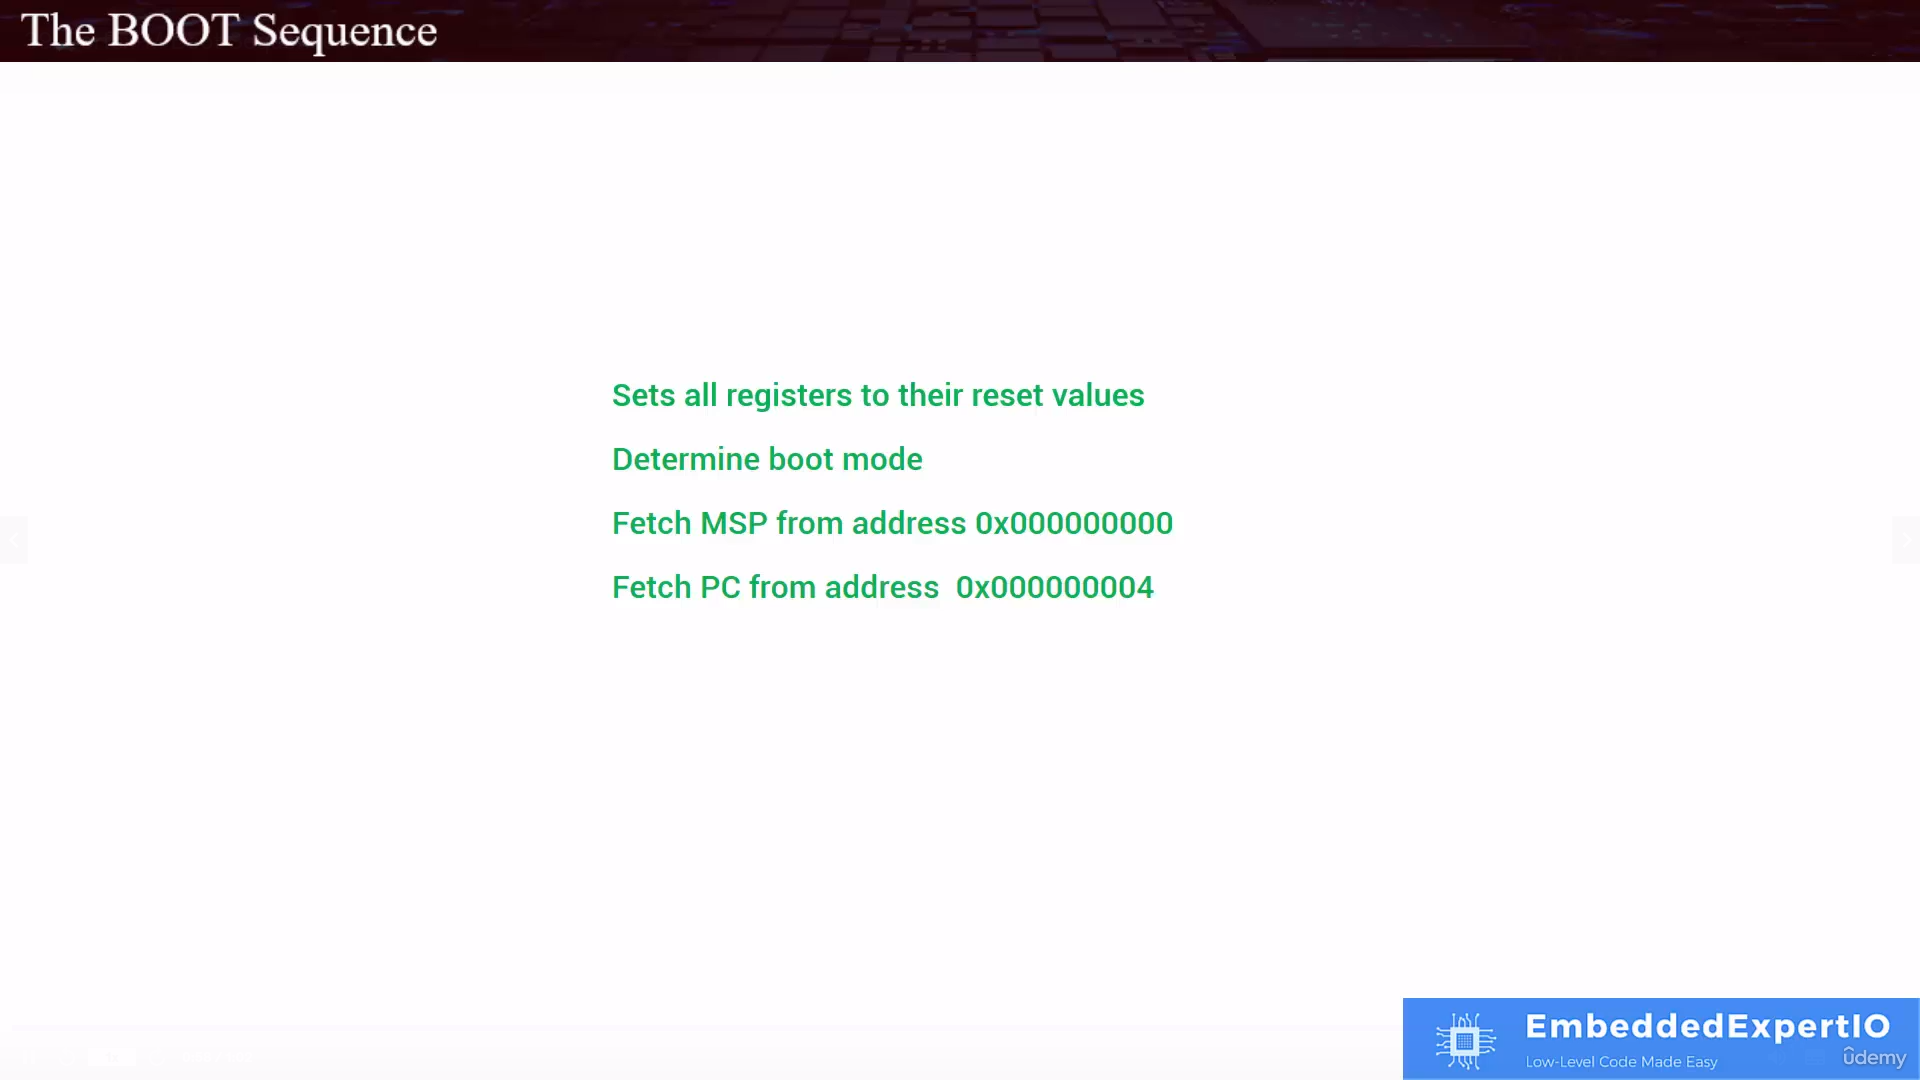 The BOOT Sequence
Sets all registers to their reset values
Determine boot mode
Fetch MSP from address 0x000000000
Fetch PC from address 0x000000004
EmbeddedExpertIO
Low-Level Code Made Easy
ûdemy